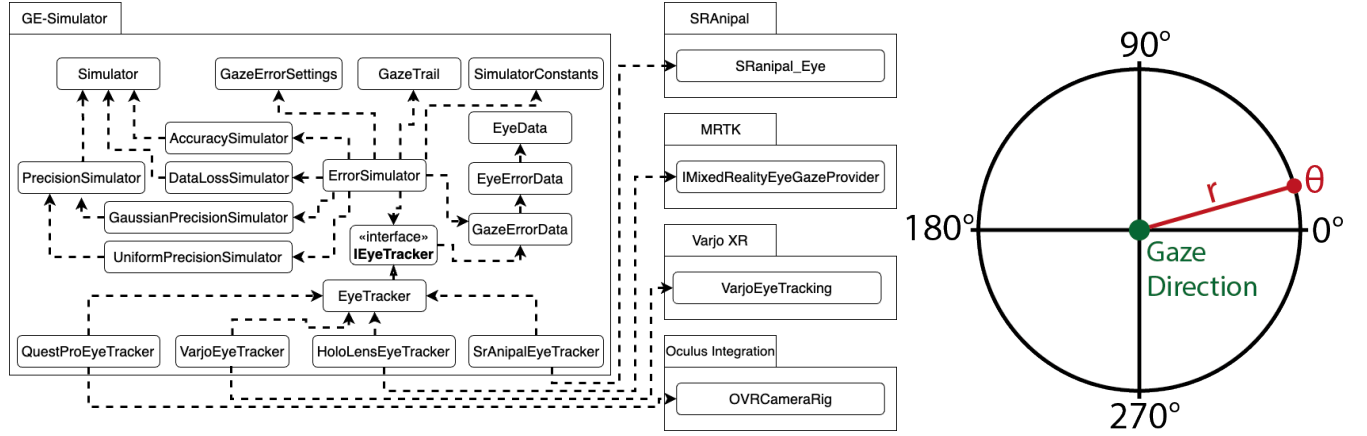 GE-Simulator
Simulator
GazeErrorSettings
GazeTrail
SimulatorConstants
AccuracySimulator
EyeData
PrecisionSimulator
DataLossSimulator
ErrorSimulator
EyeErrorData
GaussianPrecisionSimulator
GazeErrorData
«interface»
IEyeTracker
UniformPrecisionSimulator
EyeTracker
QuestProEyeTracker
VarjoEyeTracker
HoloLensEyeTracker
SrAnipalEyeTracker
SRAnipal
SRanipal_Eye
MRTK
IMixedRealityEyeGazeProvider
Varjo XR
VarjoEyeTracking
Oculus Integration
OVRCameraRig
90°
r
θ
180°
0°
Gaze
Direction
270°